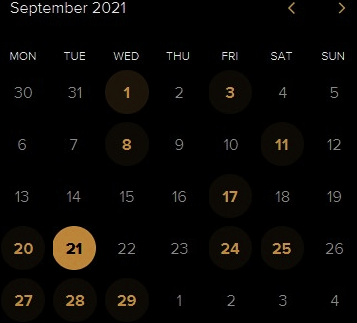 September 2021
MON TUE WED THU FRI SAT SUN
30 31 1 2 3 4 5
6 7 8 9 10 11 12
13 14 15 16 17 18 19
20 21 22 23 24 25 26
27 28 29 1 2 3 4